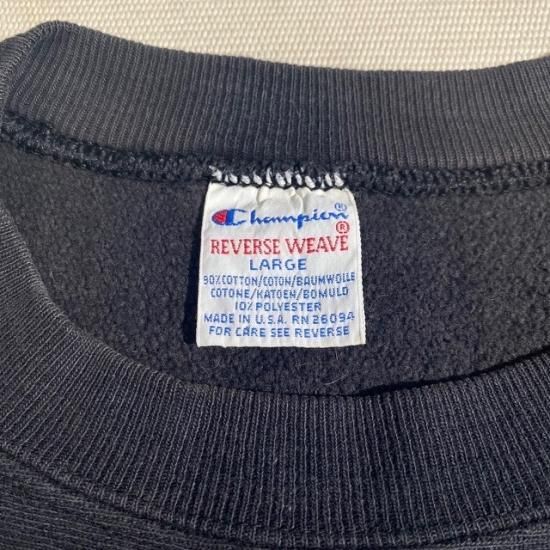 Champion®
REVERSE WEAVE®
LARGE
90% COTTON/COTON/BAUMWOLLE
COTONE/KATOEN/BOMULD
10% POLYESTER
MADE IN U.S.A. RN 26094
FOR CARE SEE REVERSE